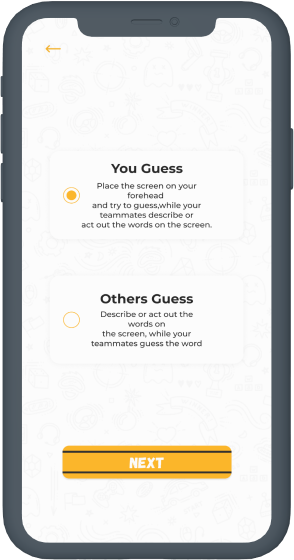 You Guess
Place the screen on your
forehead
and try to guess,while your
teammates describe or
act out the words on the screen.
Others Guess
Describe or act out the
words on
the screen, while your
teammates guess the word
NEXT